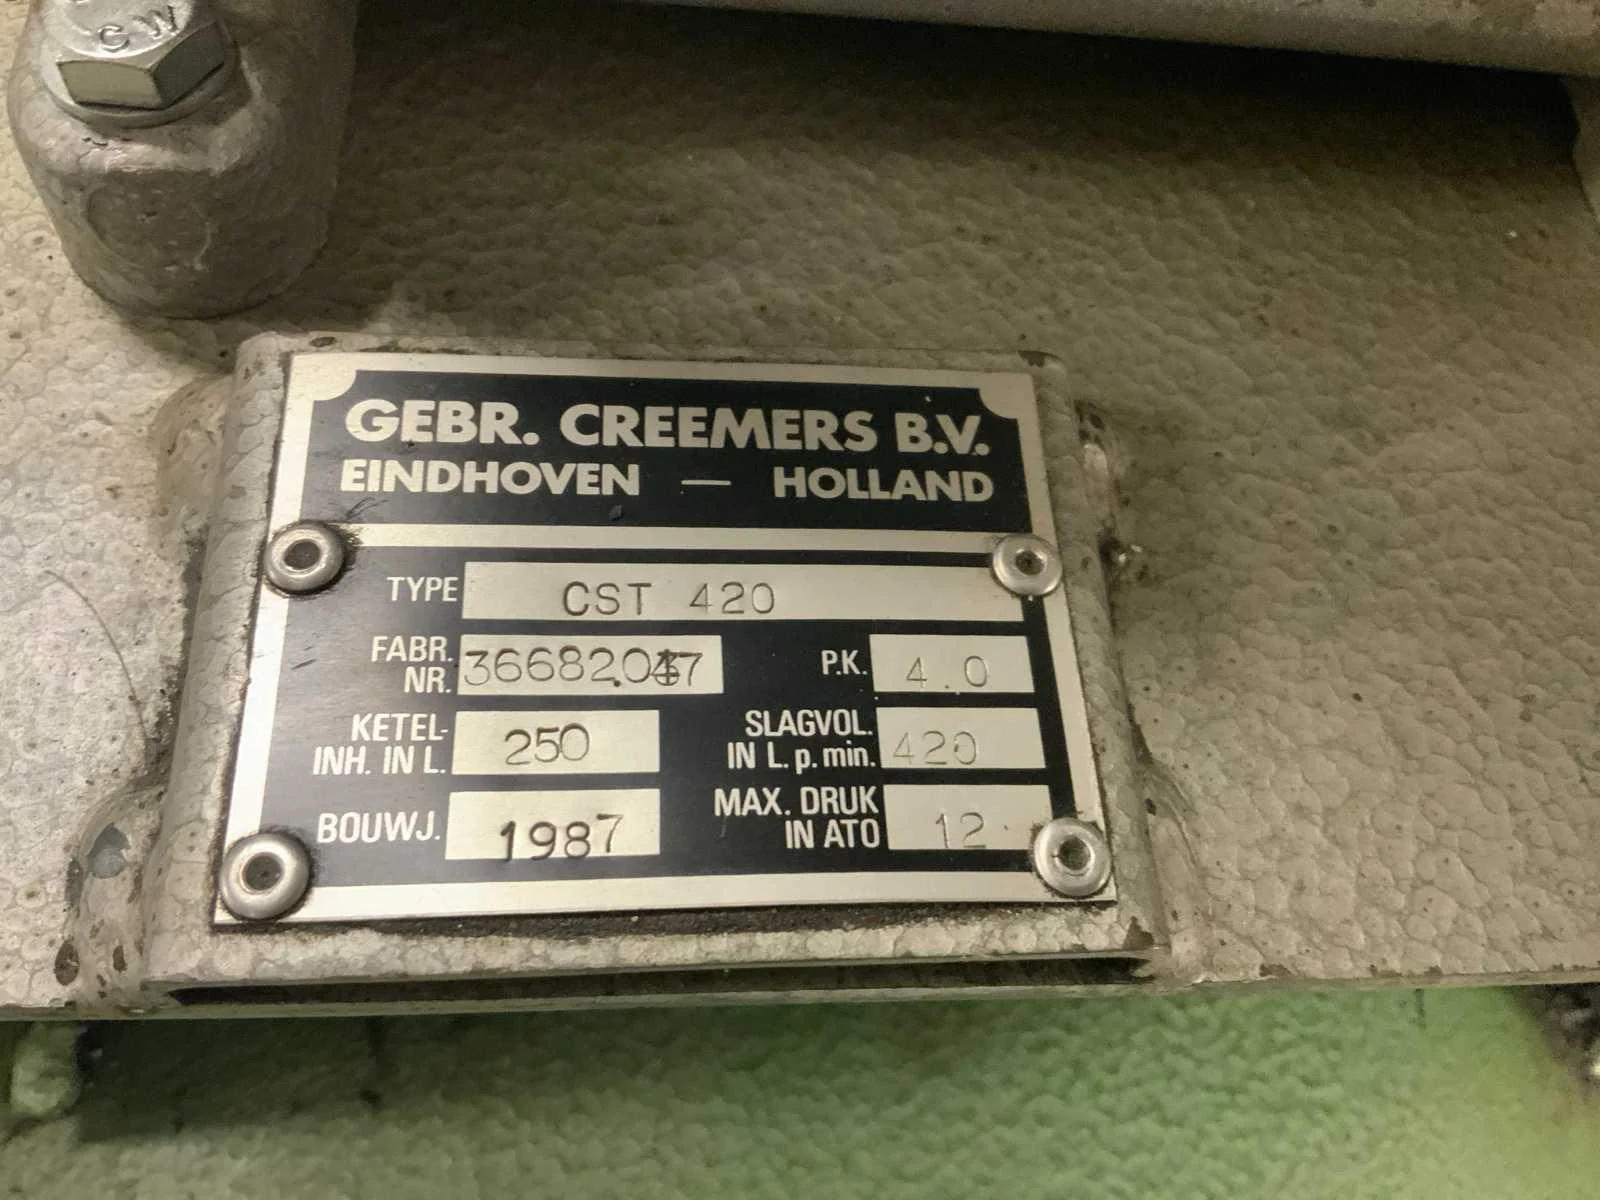 CW
GEBR. CREEMERS B.V.
EINDHOVEN — HOLLAND
TYPE CST 420
FABR. NR. P.K. 4.0
KETEL-INH. IN L. 250 SLAGVOL. IN L. p. min. 420
BOUWJ. 1987 MAX. DRUK IN ATO 12